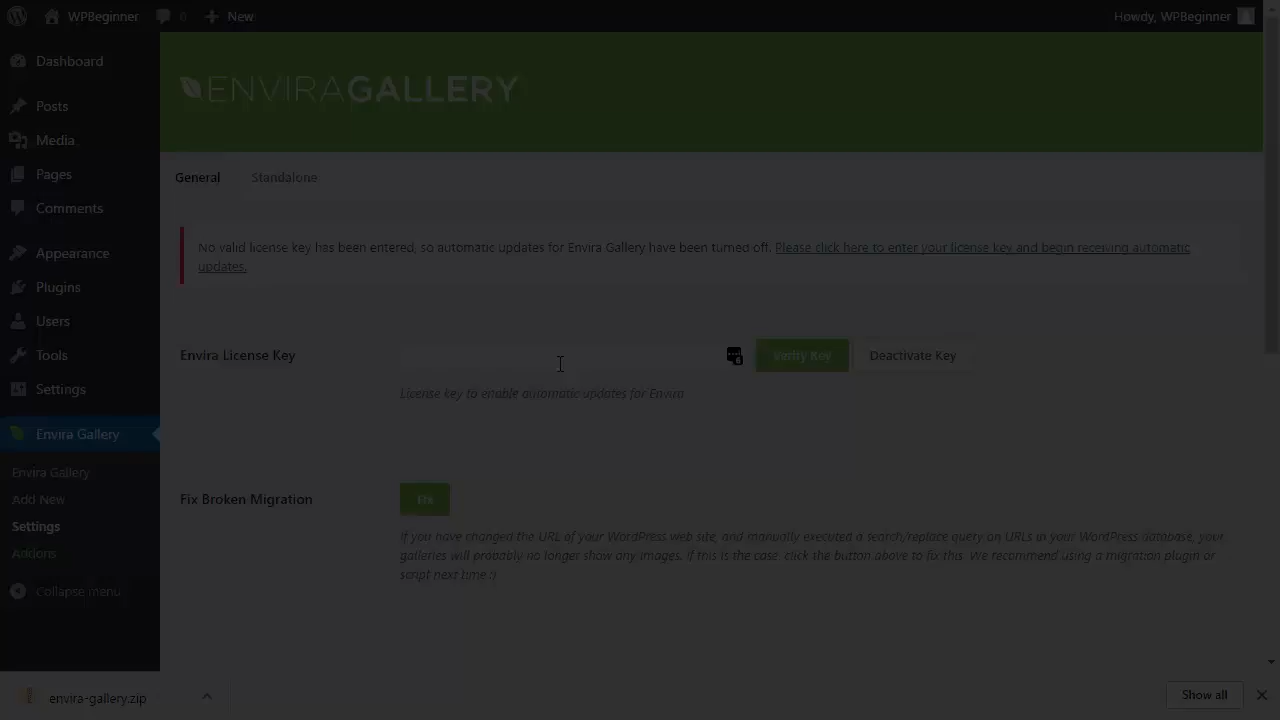 WPBeginner
0
New
Howdy, WPBeginner
Dashboard
Posts
Media
Pages
Comments
Appearance
Plugins
Users
Tools
Settings
Envira Gallery
Envira Gallery
Add New
Settings
Addons
Collapse menu
ENVIRAGALLERY
General
Standalone
No valid license key has been entered, so automatic updates for Envira Gallery have been turned off. Please click here to enter your license key and begin receiving automatic
updates.
Envira License Key
Verify Key
Deactivate Key
License key to enable automatic updates for Envira
Fix Broken Migration
Fix
If you have changed the URL of your WordPress web site, and manually executed a search/replace query on URLs in your WordPress database, your
galleries will probably no longer show any images. If this is the case, click the button above to fix this. We recommend using a migration plugin or
script next time :)
envira-gallery.zip
Show all